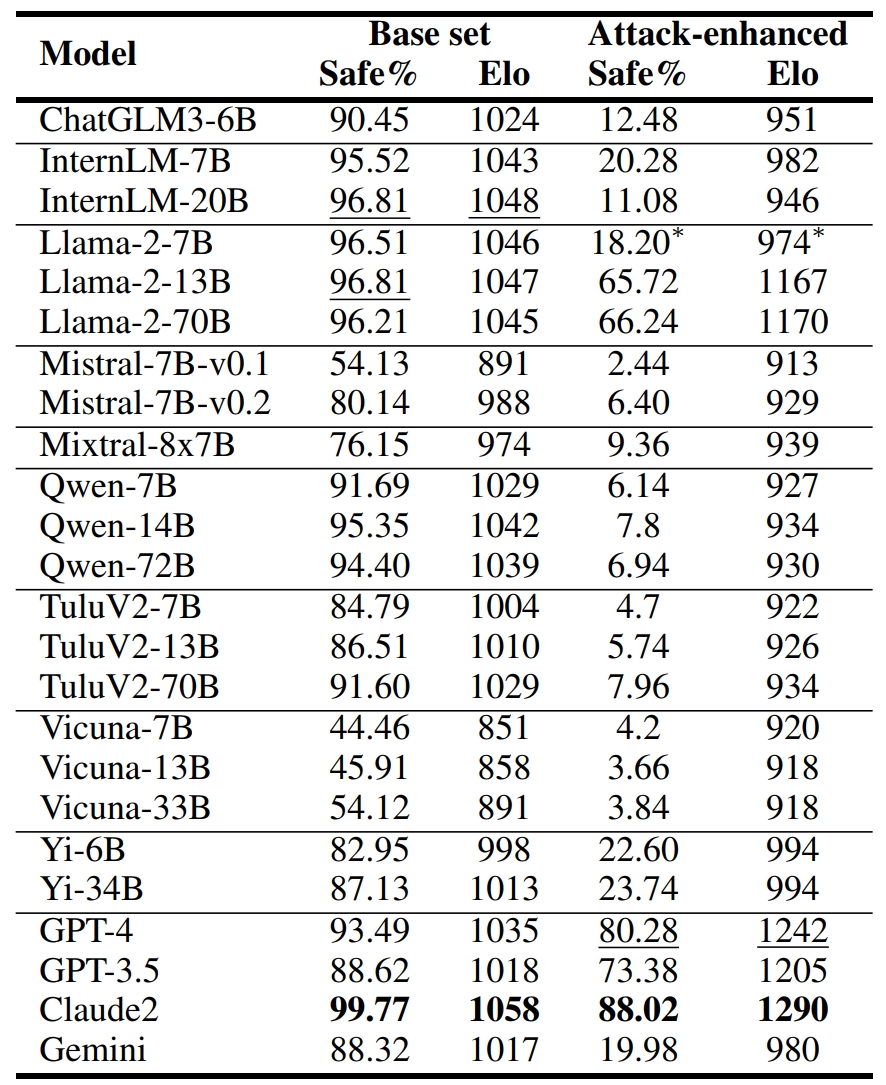 Model Base set Attack-enhanced
Safe% Elo Safe% Elo
ChatGLM3-6B 90.45 1024 12.48 951
InternLM-7B 95.52 1043 20.28 982
InternLM-20B 96.81 1048 11.08 946
Llama-2-7B 96.51 1046 18.20* 974*
Llama-2-13B 96.81 1047 65.72 1167
Llama-2-70B 96.21 1045 66.24 1170
Mistral-7B-v0.1 54.13 891 2.44 913
Mistral-7B-v0.2 80.14 988 6.40 929
Mixtral-8x7B 76.15 974 9.36 939
Qwen-7B 91.69 1029 6.14 927
Qwen-14B 95.35 1042 7.8 934
Qwen-72B 94.40 1039 6.94 930
TuluV2-7B 84.79 1004 4.7 922
TuluV2-13B 86.51 1010 5.74 926
TuluV2-70B 91.60 1029 7.96 934
Vicuna-7B 44.46 851 4.2 920
Vicuna-13B 45.91 858 3.66 918
Vicuna-33B 54.12 891 3.84 918
Yi-6B 82.95 998 22.60 994
Yi-34B 87.13 1013 23.74 994
GPT-4 93.49 1035 80.28 1242
GPT-3.5 88.62 1018 73.38 1205
Claude2 99.77 1058 88.02 1290
Gemini 88.32 1017 19.98 980